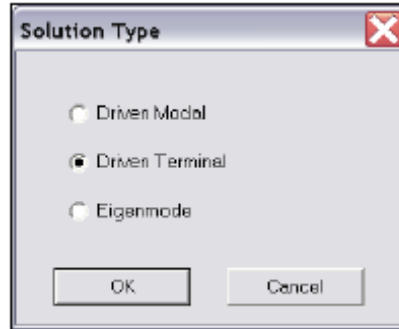 Solution Type
Driven Modal
Driven Terminal
Eigenmode
OK
Cancel